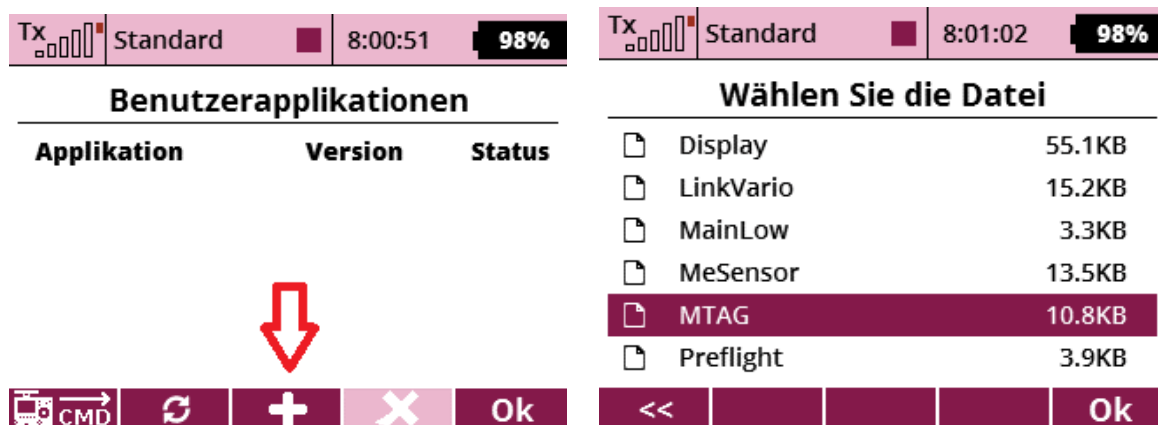 Tx Standard 8:00:51 98%
Benutzerapplikationen
Applikation Version Status
CMD Ok
Tx Standard 8:01:02 98%
Wählen Sie die Datei
Display 55.1KB
LinkVario 15.2KB
MainLow 3.3KB
MeSensor 13.5KB
MTAG 10.8KB
Preflight 3.9KB
<< Ok